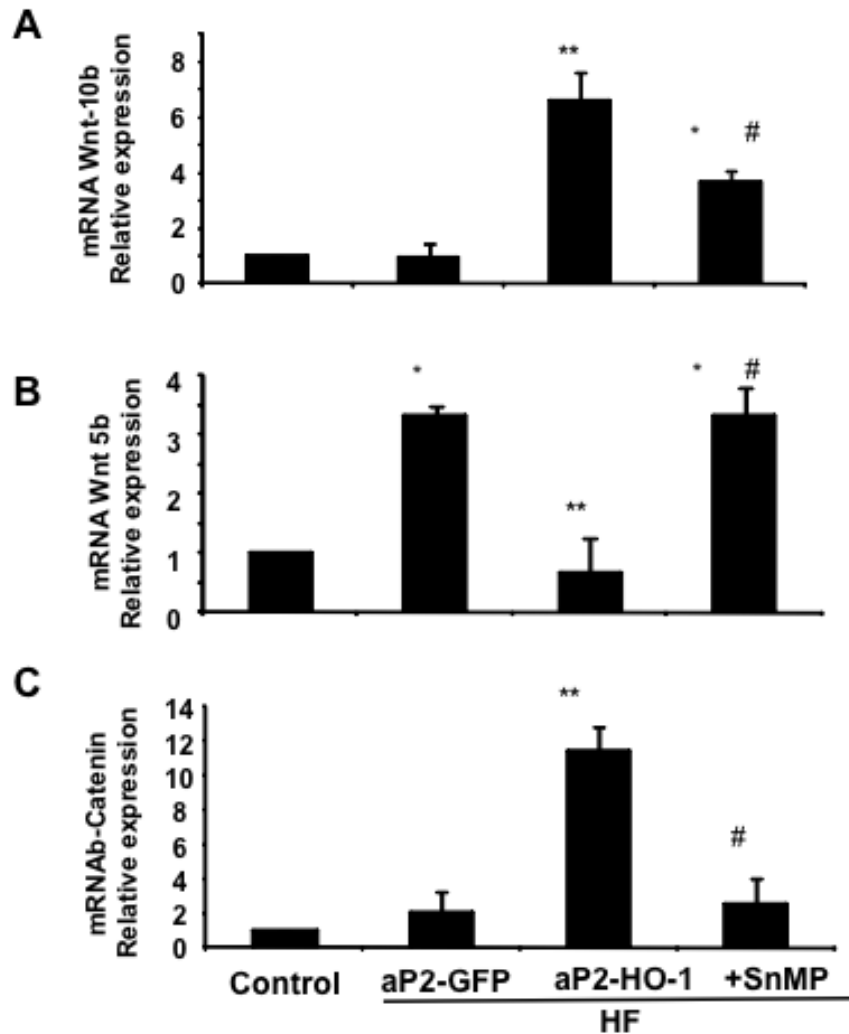 A
mRNA Wnt-10b
Relative expression
8
6
4
2
0
**
*
#
B
mRNA Wnt 5b
Relative expression
4
3
2
1
0
*
**
*
#
C
mRNAb-Catenin
Relative expression
14
12
10
8
6
4
2
0
**
#
Control aP2-GFP aP2-HO-1 +SnMP
HF